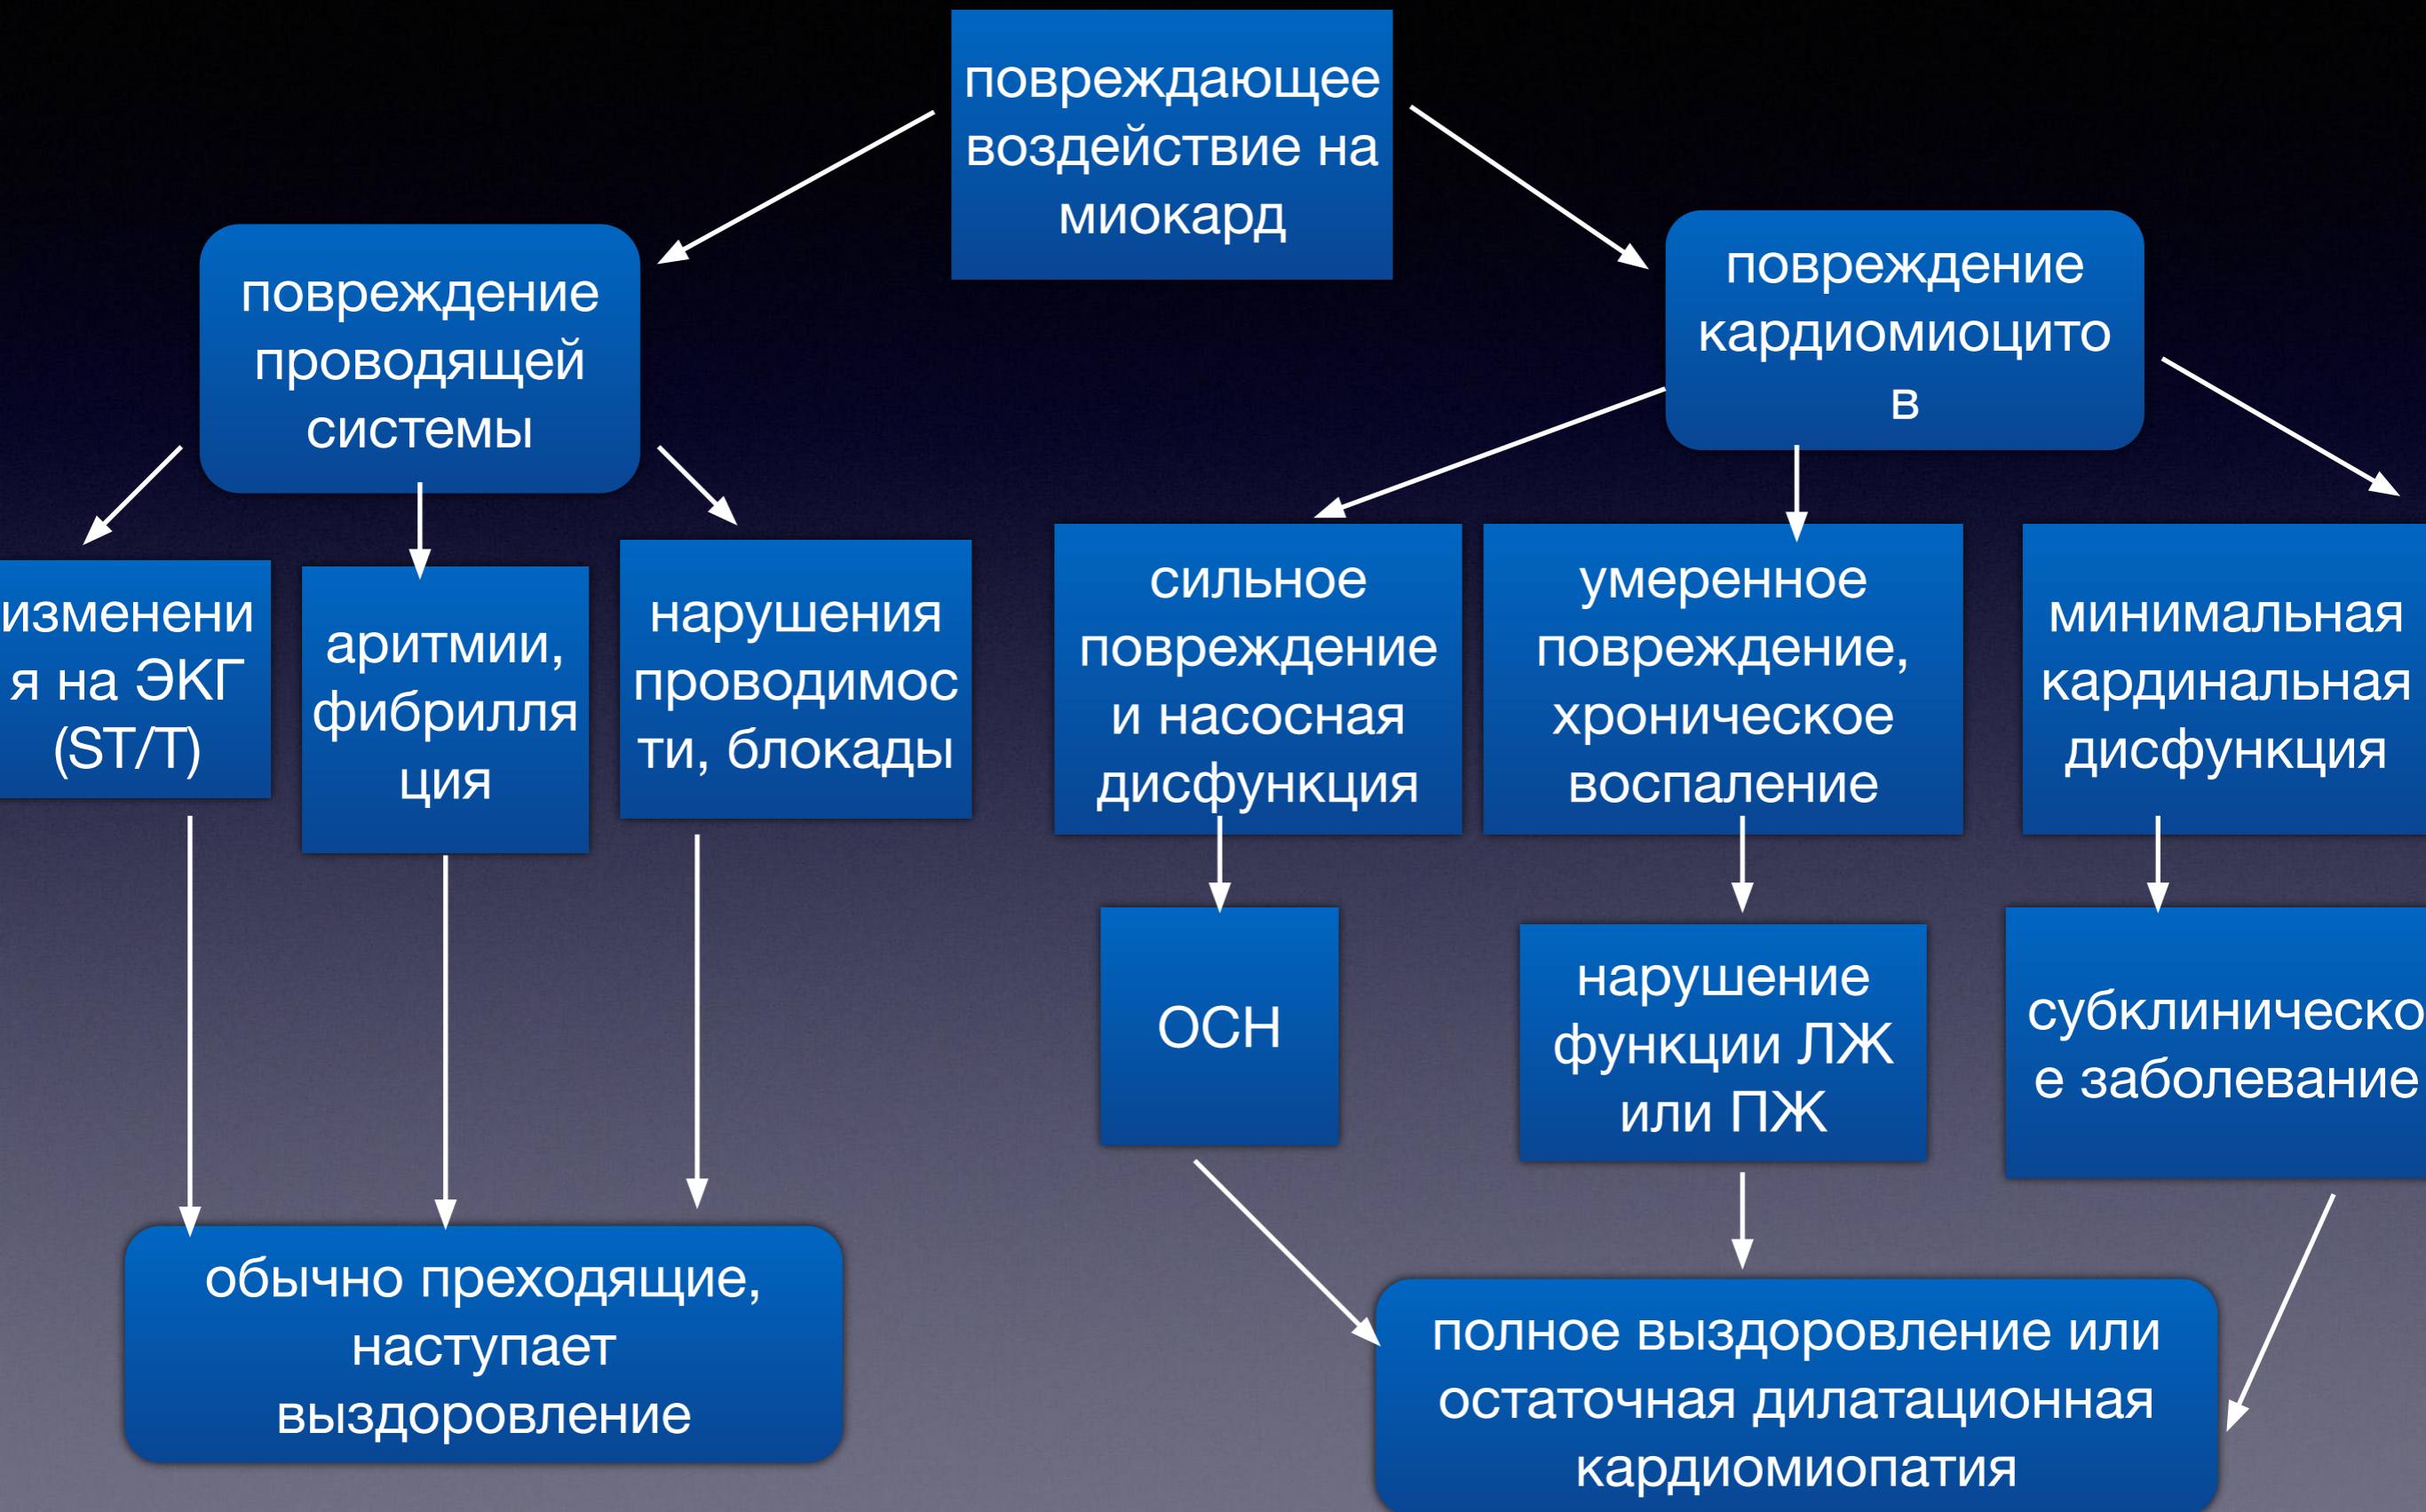 повреждающее
воздействие на
миокард
повреждение
проводящей
системы
повреждение
кардиомиоцито
в
изменени
я на ЭКГ
(ST/T)
аритмии,
фибрилля
ция
нарушения
проводимос
ти, блокады
сильное
повреждение
и насосная
дисфункция
умеренное
повреждение,
хроническое
воспаление
минимальная
кардинальная
дисфункция
ОСН
нарушение
функции ЛЖ
или ПЖ
субклиническо
е заболевание
обычно преходящие,
наступает
выздоровление
полное выздоровление или
остаточная дилатационная
кардиомиопатия